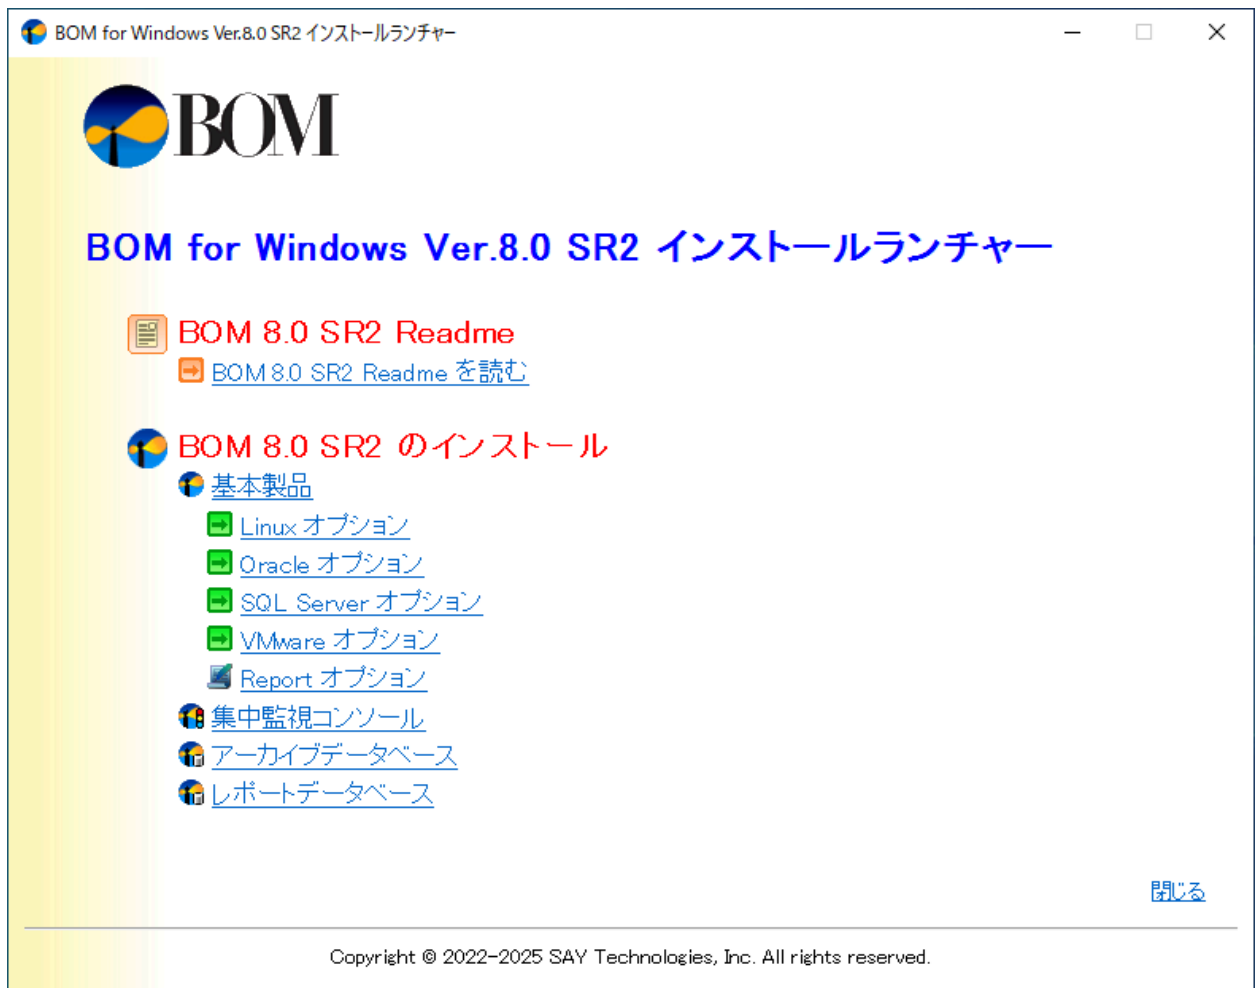 BOM for Windows Ver.8.0 SR2 インストールランチャー
BOM
BOM for Windows Ver.8.0 SR2 インストールランチャー
BOM 8.0 SR2 Readme
BOM 8.0 SR2 Readme を読む
BOM 8.0 SR2 のインストール
基本製品
Linux オプション
Oracle オプション
SQL Server オプション
VMware オプション
Report オプション
集中監視コンソール
アーカイブデータベース
レポートデータベース
閉じる
Copyright © 2022-2025 SAY Technologies, Inc. All rights reserved.